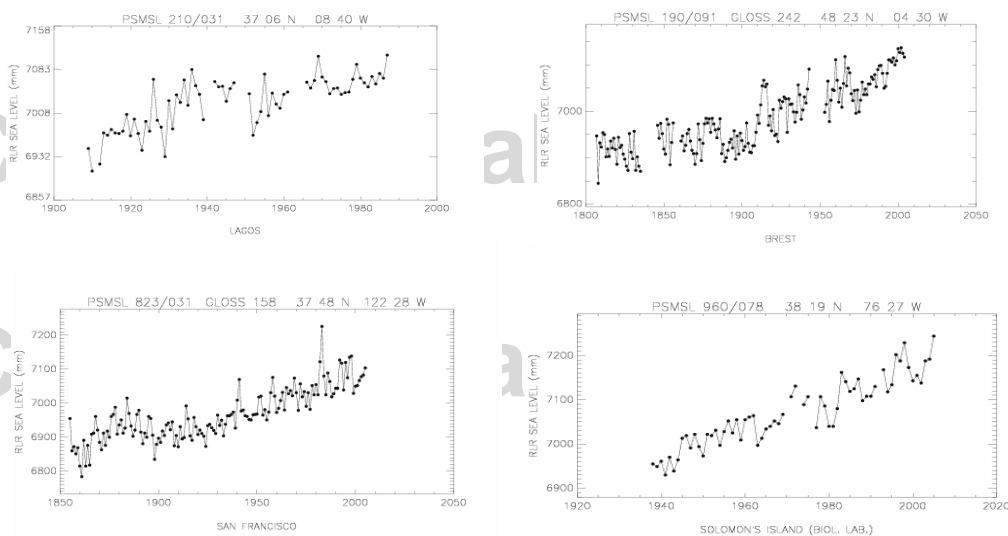 PSMSL 210/031 37 06 N 08 40 W
RLR SEA LEVEL (mm)
7158
7083
7008
6932
6857
1900 1920 1940 1960 1980 2000
LAGOS
PSMSL 190/091 GLOSS 242 48 23 N 04 30 W
RLR SEA LEVEL (mm)
7000
6800
1800 1850 1900 1950 2000 2050
BREST
PSMSL 823/031 GLOSS 158 37 48 N 122 28 W
RLR SEA LEVEL (mm)
7200
7100
7000
6900
6800
1850 1900 1950 2000 2050
SAN FRANCISCO
PSMSL 960/078 38 19 N 76 27 W
RLR SEA LEVEL (mm)
7200
7100
7000
6900
1920 1940 1960 1980 2000 2020
SOLOMON'S ISLAND (BIOL. LAB.)